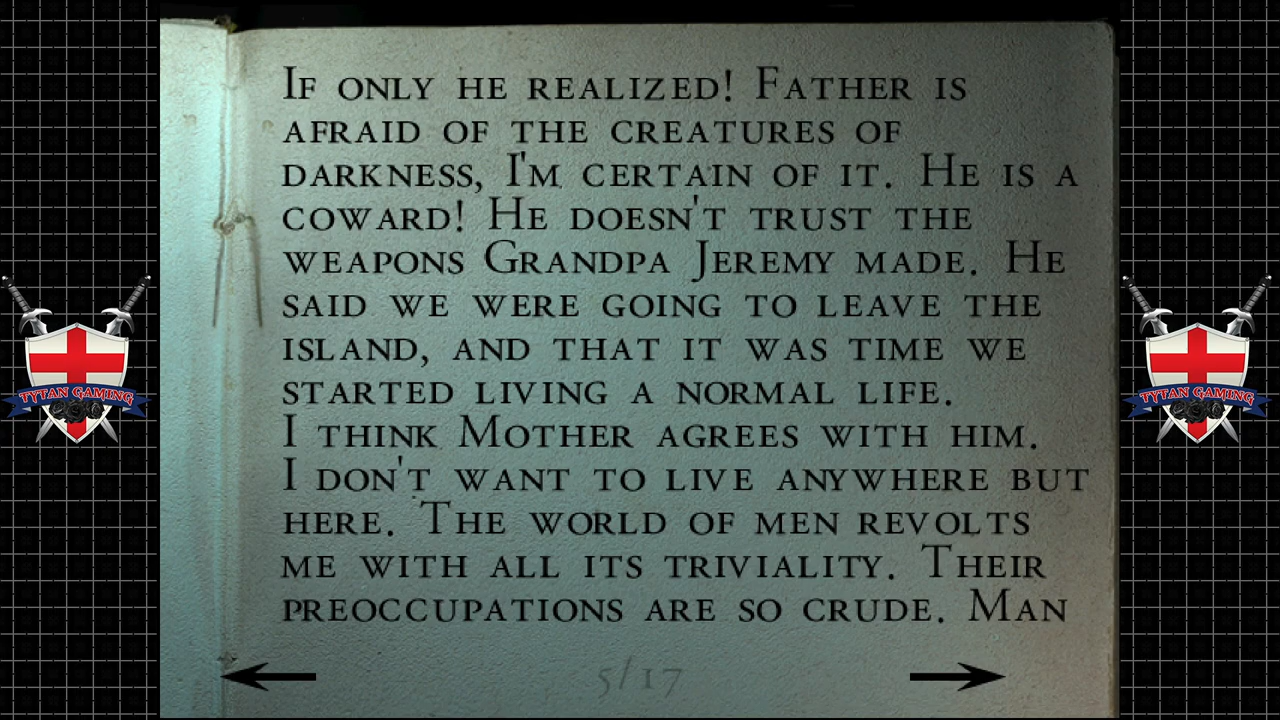 If only he realized! Father is
afraid of the creatures of
darkness, I'm certain of it. He is a
coward! He doesn't trust the
weapons Grandpa Jeremy made. He
said we were going to leave the
island, and that it was time we
started living a normal life.
I think Mother agrees with him.
I don't want to live anywhere but
here. The world of men revolts
me with all its triviality. Their
preoccupations are so crude. Man
5/17
TYTAN GAMING
TYTAN GAMING